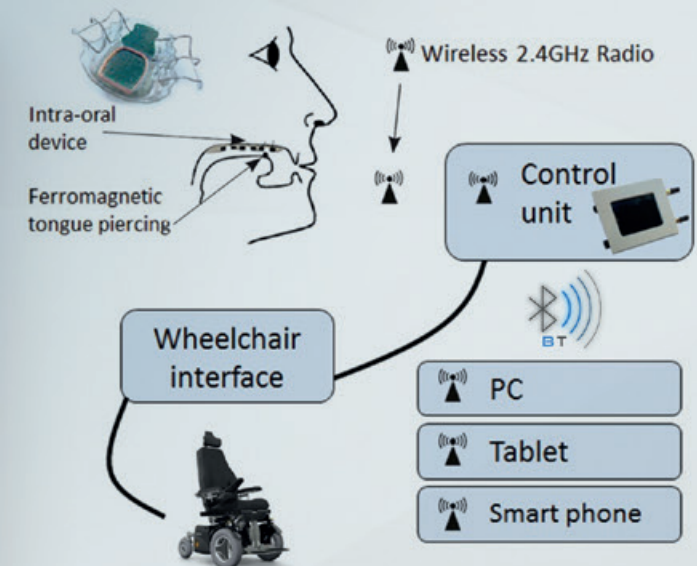 Wireless 2.4GHz Radio
Intra-oral
device
Ferromagnetic
tongue piercing
Control
unit
Wheelchair
interface
BT
PC
Tablet
Smart phone